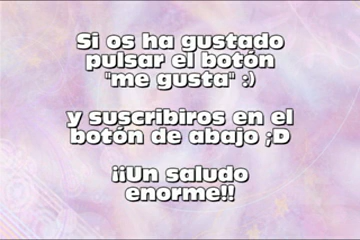 Si os ha gustado
pulsar el botón
"me gusta" :)
y suscribiros en el
botón de abajo ;D
¡¡Un saludo
enorme!!